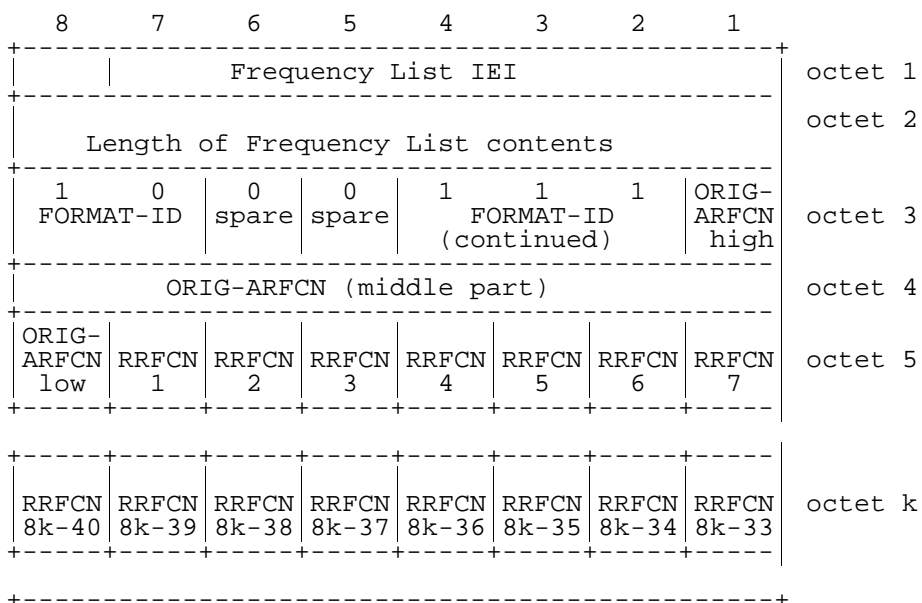 8 7 6 5 4 3 2 1
Frequency List IEI octet 1
octet 2
Length of Frequency List contents
1 0 0 0 1 1 1 ORIG-
FORMAT-ID spare spare FORMAT-ID ARFCN octet 3
(continued) high
ORIG-ARFCN (middle part) octet 4
ORIG-
ARFCN RRFCN RRFCN RRFCN RRFCN RRFCN RRFCN RRFCN octet 5
low 1 2 3 4 5 6 7
RRFCN RRFCN RRFCN RRFCN RRFCN RRFCN RRFCN RRFCN octet k
8k-40 8k-39 8k-38 8k-37 8k-36 8k-35 8k-34 8k-33